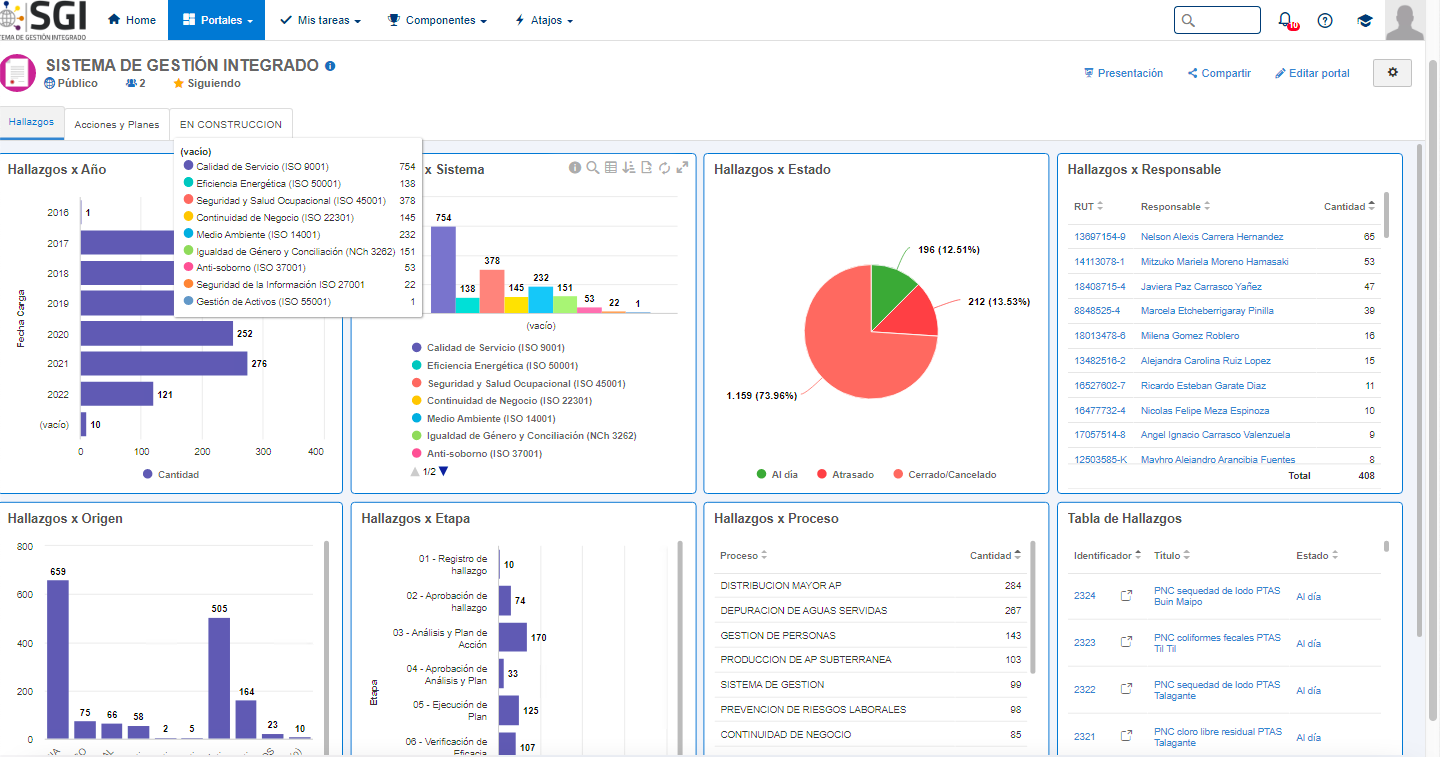 SGI
SISTEMA DE GESTIÓN INTEGRADO
Home
Portales
Mis tareas
Componentes
Atajos
10
SISTEMA DE GESTIÓN INTEGRADO
Público
2
Siguiendo
Presentación
Compartir
Editar portal
Hallazgos
Acciones y Planes
EN CONSTRUCCION
(vacío)
Calidad de Servicio (ISO 9001) 754
Eficiencia Energética (ISO 50001) 138
Seguridad y Salud Ocupacional (ISO 45001) 378
Continuidad de Negocio (ISO 22301) 145
Medio Ambiente (ISO 14001) 232
Igualdad de Género y Conciliación (NCh 3262) 151
Anti-soborno (ISO 37001) 53
Seguridad de la Información ISO 27001 22
Gestión de Activos (ISO 55001) 1
Hallazgos x Año
Fecha Carga
2016 1
2017
2018
2019
2020 252
2021 276
2022 121
(vacío) 10
0 100 200 300 400
Cantidad
x Sistema
754
138
378
145
232
151
53
22
1
(vacío)
Calidad de Servicio (ISO 9001)
Eficiencia Energética (ISO 50001)
Seguridad y Salud Ocupacional (ISO 45001)
Continuidad de Negocio (ISO 22301)
Medio Ambiente (ISO 14001)
Igualdad de Género y Conciliación (NCh 3262)
Anti-soborno (ISO 37001)
1/2
Hallazgos x Estado
196 (12.51%)
212 (13.53%)
1.159 (73.96%)
Al día
Atrasado
Cerrado/Cancelado
Hallazgos x Responsable
RUT Responsable Cantidad
13697154-9 Nelson Alexis Carrera Hernandez 65
14113078-1 Mitzuko Mariela Moreno Hamasaki 53
18408715-4 Javiera Paz Carrasco Yañez 47
8848525-4 Marcela Etcheberrigaray Pinilla 39
18013478-6 Milena Gomez Roblero 16
13482516-2 Alejandra Carolina Ruiz Lopez 15
16527602-7 Ricardo Esteban Garate Diaz 11
16477732-4 Nicolas Felipe Meza Espinoza 10
17057514-8 Angel Ignacio Carrasco Valenzuela 9
12503585-K Mayhro Alejandro Arancibia Fuentes 8
Total 408
Hallazgos x Origen
800
600
400
200
0
659
75
66
58
2
5
505
164
23
10
Hallazgos x Etapa
Etapa
01 - Registro de
hallazgo
10
02 - Aprobación de
hallazgo
74
03 - Análisis y Plan de
Acción
170
04 - Aprobación de
Análisis y Plan
33
05 - Ejecución de
Plan
125
06 - Verificación de
Eficacia
107
Hallazgos x Proceso
Proceso Cantidad
DISTRIBUCION MAYOR AP 284
DEPURACION DE AGUAS SERVIDAS 267
GESTION DE PERSONAS 143
PRODUCCION DE AP SUBTERRANEA 103
SISTEMA DE GESTION 99
PREVENCION DE RIESGOS LABORALES 98
CONTINUIDAD DE NEGOCIO 85
Tabla de Hallazgos
Identificador Titulo Estado
2324 PNC sequedad de lodo PTAS Al día
Buin Maipo
2323 PNC coliformes fecales PTAS Al día
Til Til
2322 PNC sequedad de lodo PTAS Al día
Talagante
2321 PNC cloro libre residual PTAS Al día
Talagante